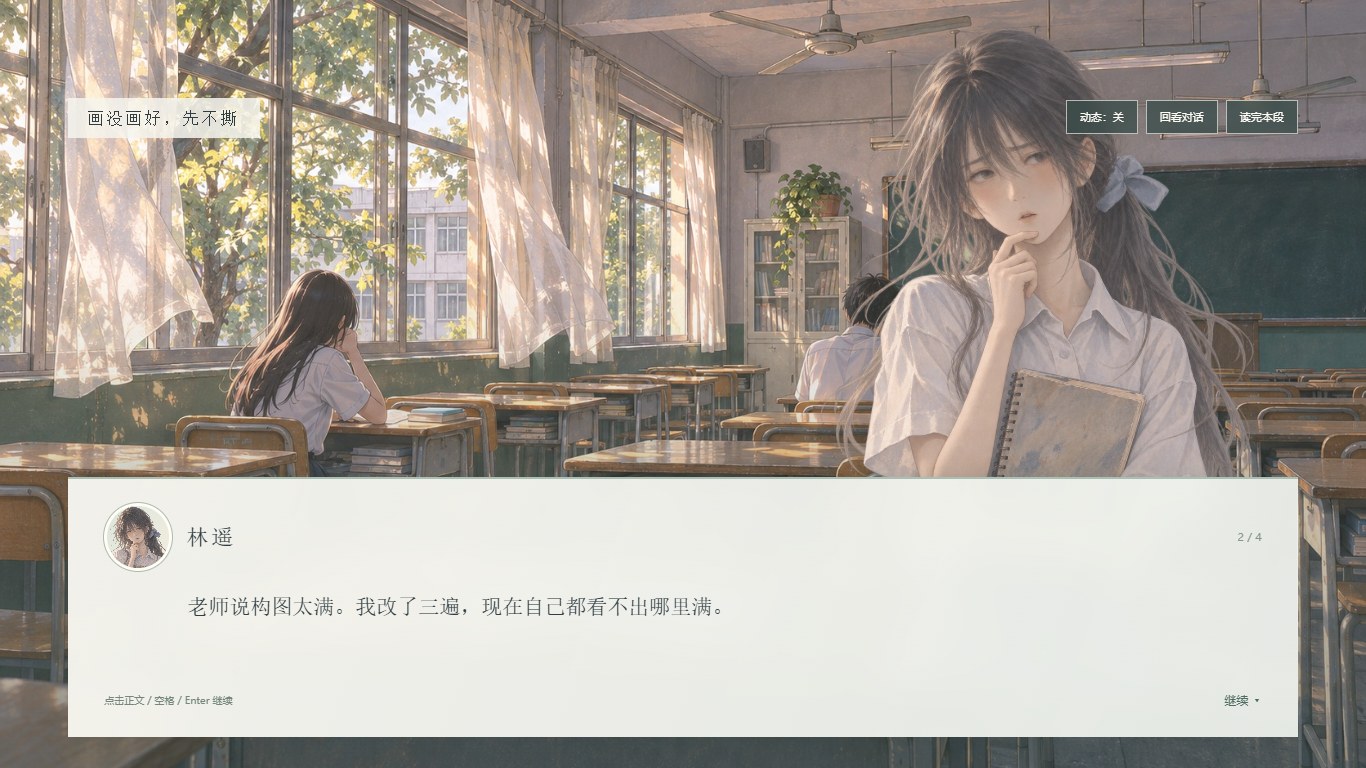 画没画好，先不撕
动态：关
回看对话
读完本段
林遥
2 / 4
老师说构图太满。我改了三遍，现在自己都看不出哪里满。
点击正文 / 空格 / Enter 继续
继续